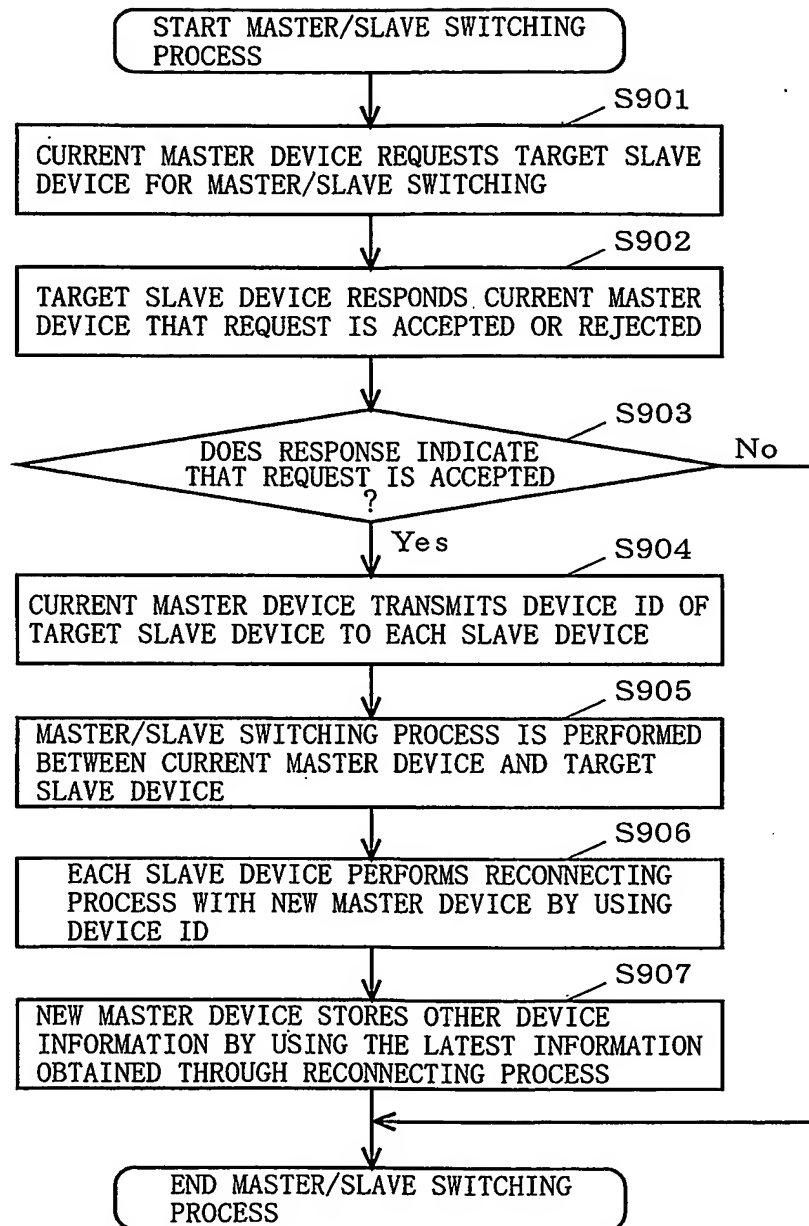 START MASTER/SLAVE SWITCHING
PROCESS
S901
CURRENT MASTER DEVICE REQUESTS TARGET SLAVE
DEVICE FOR MASTER/SLAVE SWITCHING
S902
TARGET SLAVE DEVICE RESPONDS CURRENT MASTER
DEVICE THAT REQUEST IS ACCEPTED OR REJECTED
S903
DOES RESPONSE INDICATE
THAT REQUEST IS ACCEPTED
?
No
Yes
S904
CURRENT MASTER DEVICE TRANSMITS DEVICE ID OF
TARGET SLAVE DEVICE TO EACH SLAVE DEVICE
S905
MASTER/SLAVE SWITCHING PROCESS IS PERFORMED
BETWEEN CURRENT MASTER DEVICE AND TARGET
SLAVE DEVICE
S906
EACH SLAVE DEVICE PERFORMS RECONNECTING
PROCESS WITH NEW MASTER DEVICE BY USING
DEVICE ID
S907
NEW MASTER DEVICE STORES OTHER DEVICE
INFORMATION BY USING THE LATEST INFORMATION
OBTAINED THROUGH RECONNECTING PROCESS
END MASTER/SLAVE SWITCHING
PROCESS